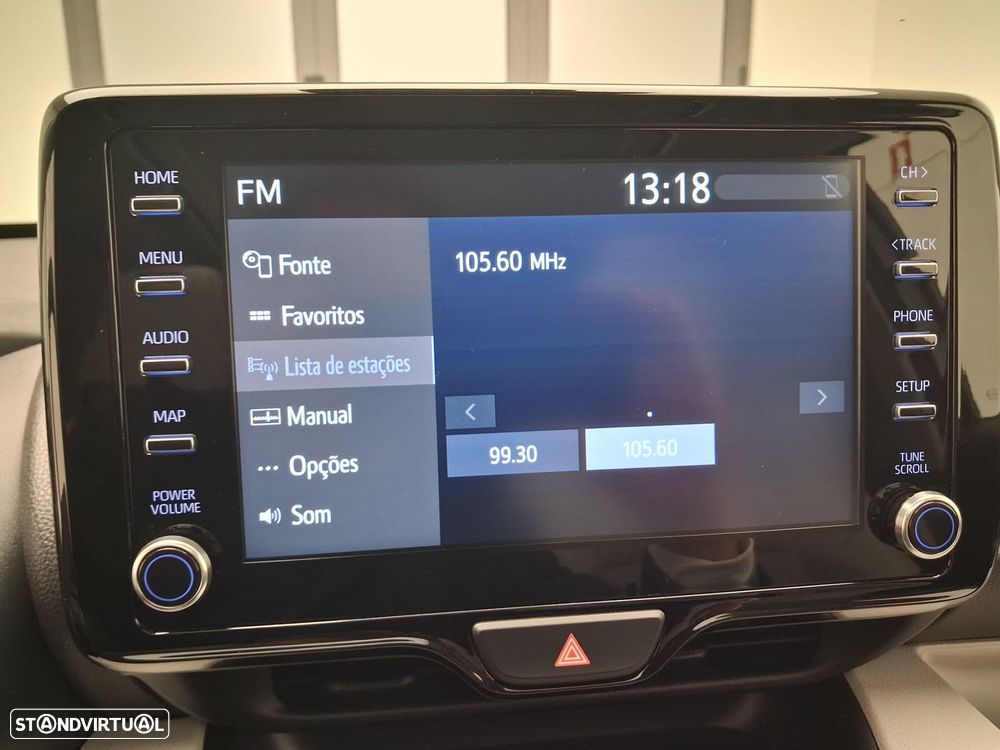 HOME
MENU
AUDIO
MAP
POWER
VOLUME
FM
13:18
Fonte
Favoritos
Lista de estações
Manual
Opções
Som
105.60 MHz
<
>
99.30
105.60
CH >
< TRACK
PHONE
SETUP
TUNE
SCROLL
STANDVIRTUAL